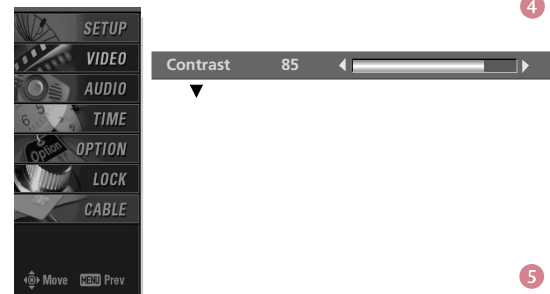 4
SETUP
VIDEO
Contrast 85
AUDIO
TIME
Option OPTION
LOCK
CABLE
Move MENU Prev
5